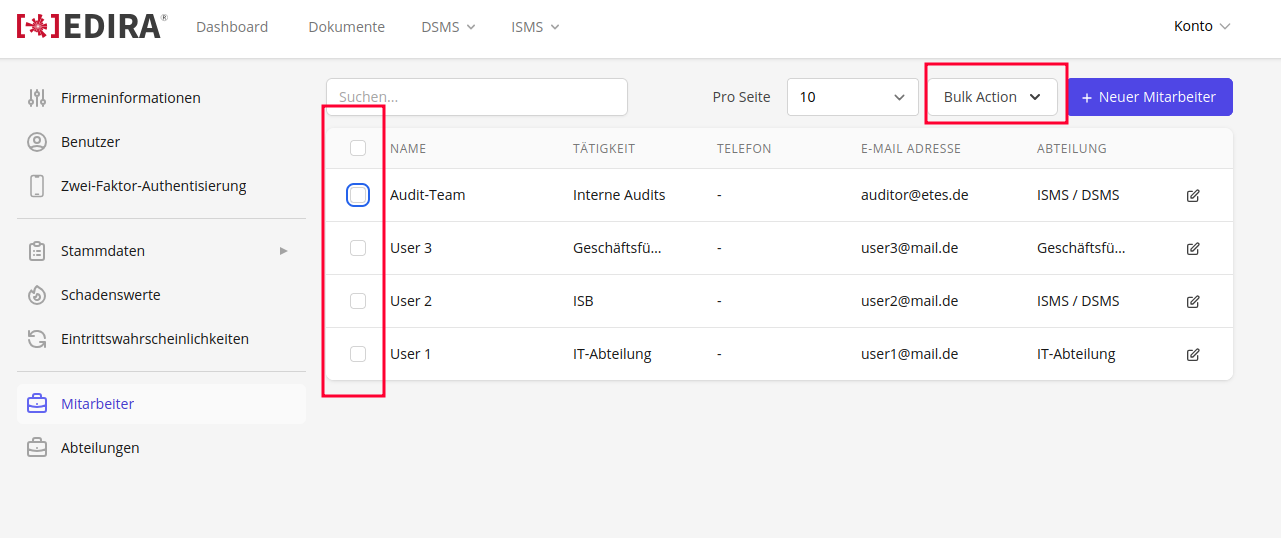 [*]EDIRA®
Dashboard Dokumente DSMS ISMS Konto
Firmeninformationen
Benutzer
Zwei-Faktor-Authentisierung
Stammdaten
Schadenswerte
Eintrittswahrscheinlichkeiten
Mitarbeiter
Abteilungen
Suchen... Pro Seite 10 Bulk Action + Neuer Mitarbeiter
NAME TÄTIGKEIT TELEFON E-MAIL ADRESSE ABTEILUNG
Audit-Team Interne Audits - auditor@etes.de ISMS / DSMS
User 3 Geschäftsfü... - user3@mail.de Geschäftsfü...
User 2 ISB - user2@mail.de ISMS / DSMS
User 1 IT-Abteilung - user1@mail.de IT-Abteilung